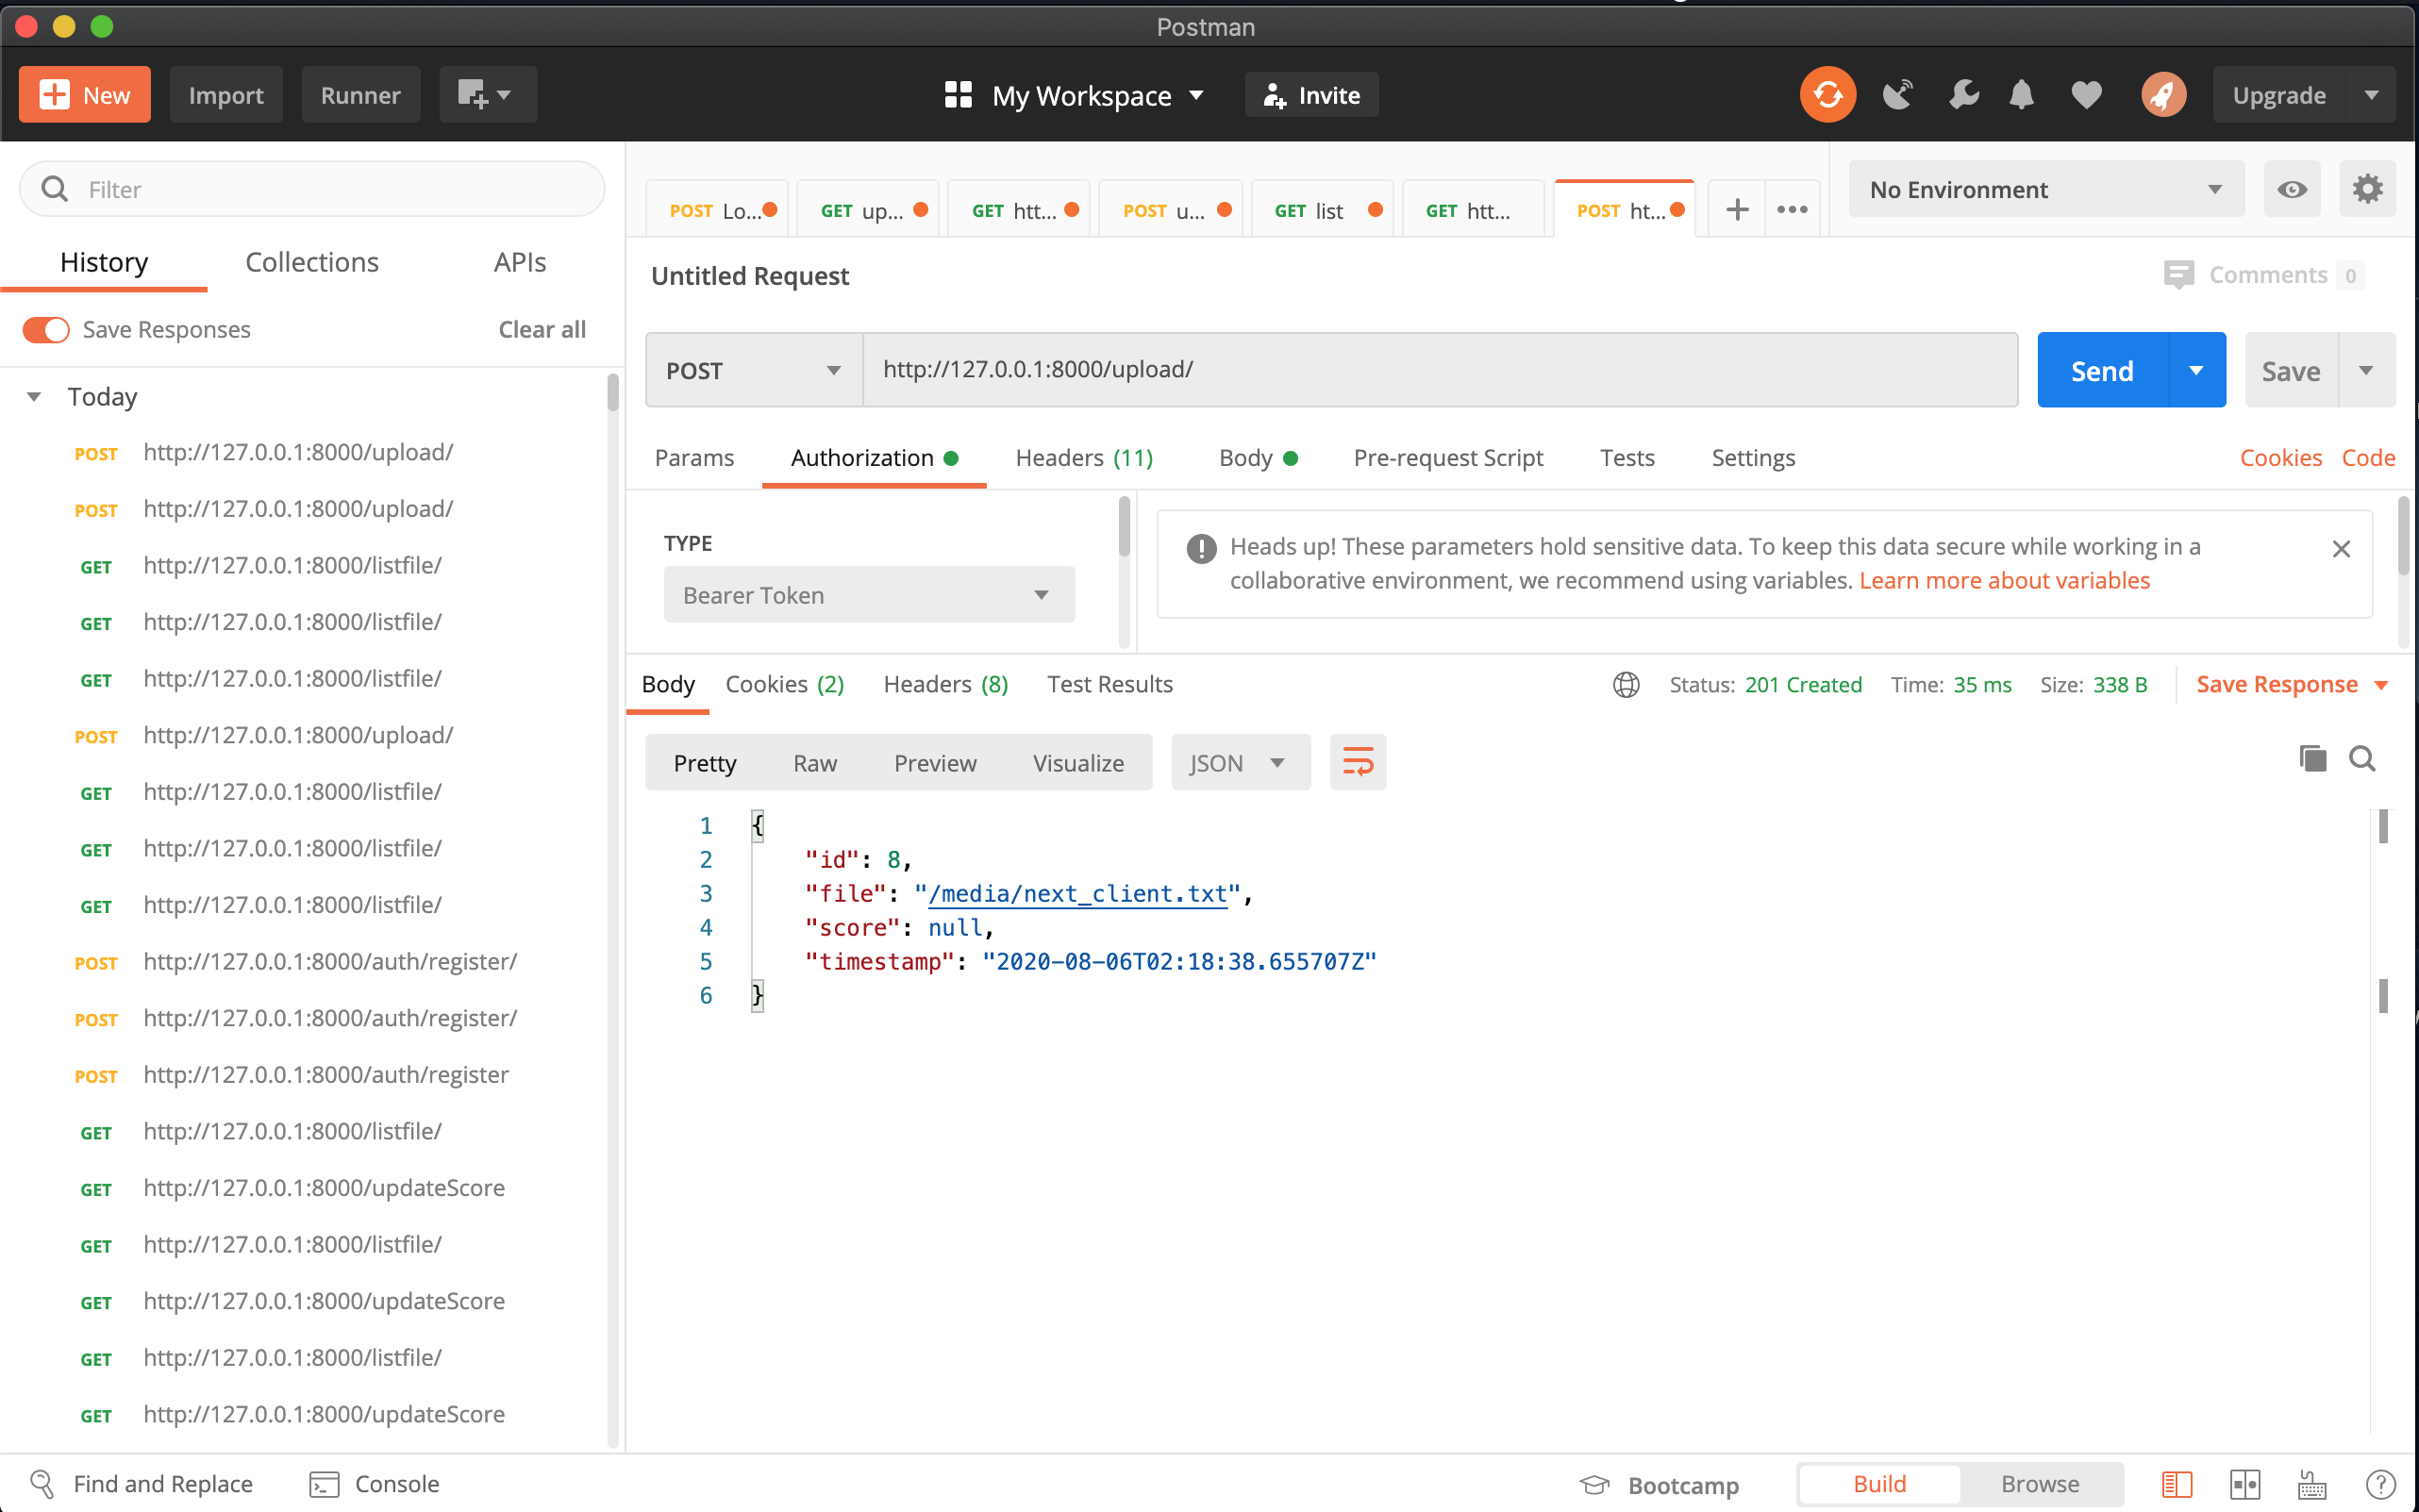 Postman
New Import Runner My Workspace Invite Upgrade
Filter
History Collections APIs
Save Responses Clear all
Today
POST http://127.0.0.1:8000/upload/
POST http://127.0.0.1:8000/upload/
GET http://127.0.0.1:8000/listfile/
GET http://127.0.0.1:8000/listfile/
GET http://127.0.0.1:8000/listfile/
POST http://127.0.0.1:8000/upload/
GET http://127.0.0.1:8000/listfile/
GET http://127.0.0.1:8000/listfile/
GET http://127.0.0.1:8000/listfile/
POST http://127.0.0.1:8000/auth/register/
POST http://127.0.0.1:8000/auth/register/
POST http://127.0.0.1:8000/auth/register
GET http://127.0.0.1:8000/listfile/
GET http://127.0.0.1:8000/updateScore
GET http://127.0.0.1:8000/listfile/
GET http://127.0.0.1:8000/updateScore
GET http://127.0.0.1:8000/listfile/
GET http://127.0.0.1:8000/updateScore
POST Lo... GET up... GET htt... POST u... GET list GET htt... POST ht...
No Environment
Untitled Request
Comments 0
POST http://127.0.0.1:8000/upload/ Send Save
Params Authorization Headers (11) Body Pre-request Script Tests Settings Cookies Code
TYPE
Bearer Token
Heads up! These parameters hold sensitive data. To keep this data secure while working in a
collaborative environment, we recommend using variables. Learn more about variables
Body Cookies (2) Headers (8) Test Results Status: 201 Created Time: 35 ms Size: 338 B Save Response
Pretty Raw Preview Visualize JSON
1 {
2 "id": 8,
3 "file": "/media/next_client.txt",
4 "score": null,
5 "timestamp": "2020-08-06T02:18:38.655707Z"
6 }
Find and Replace Console Bootcamp Build Browse